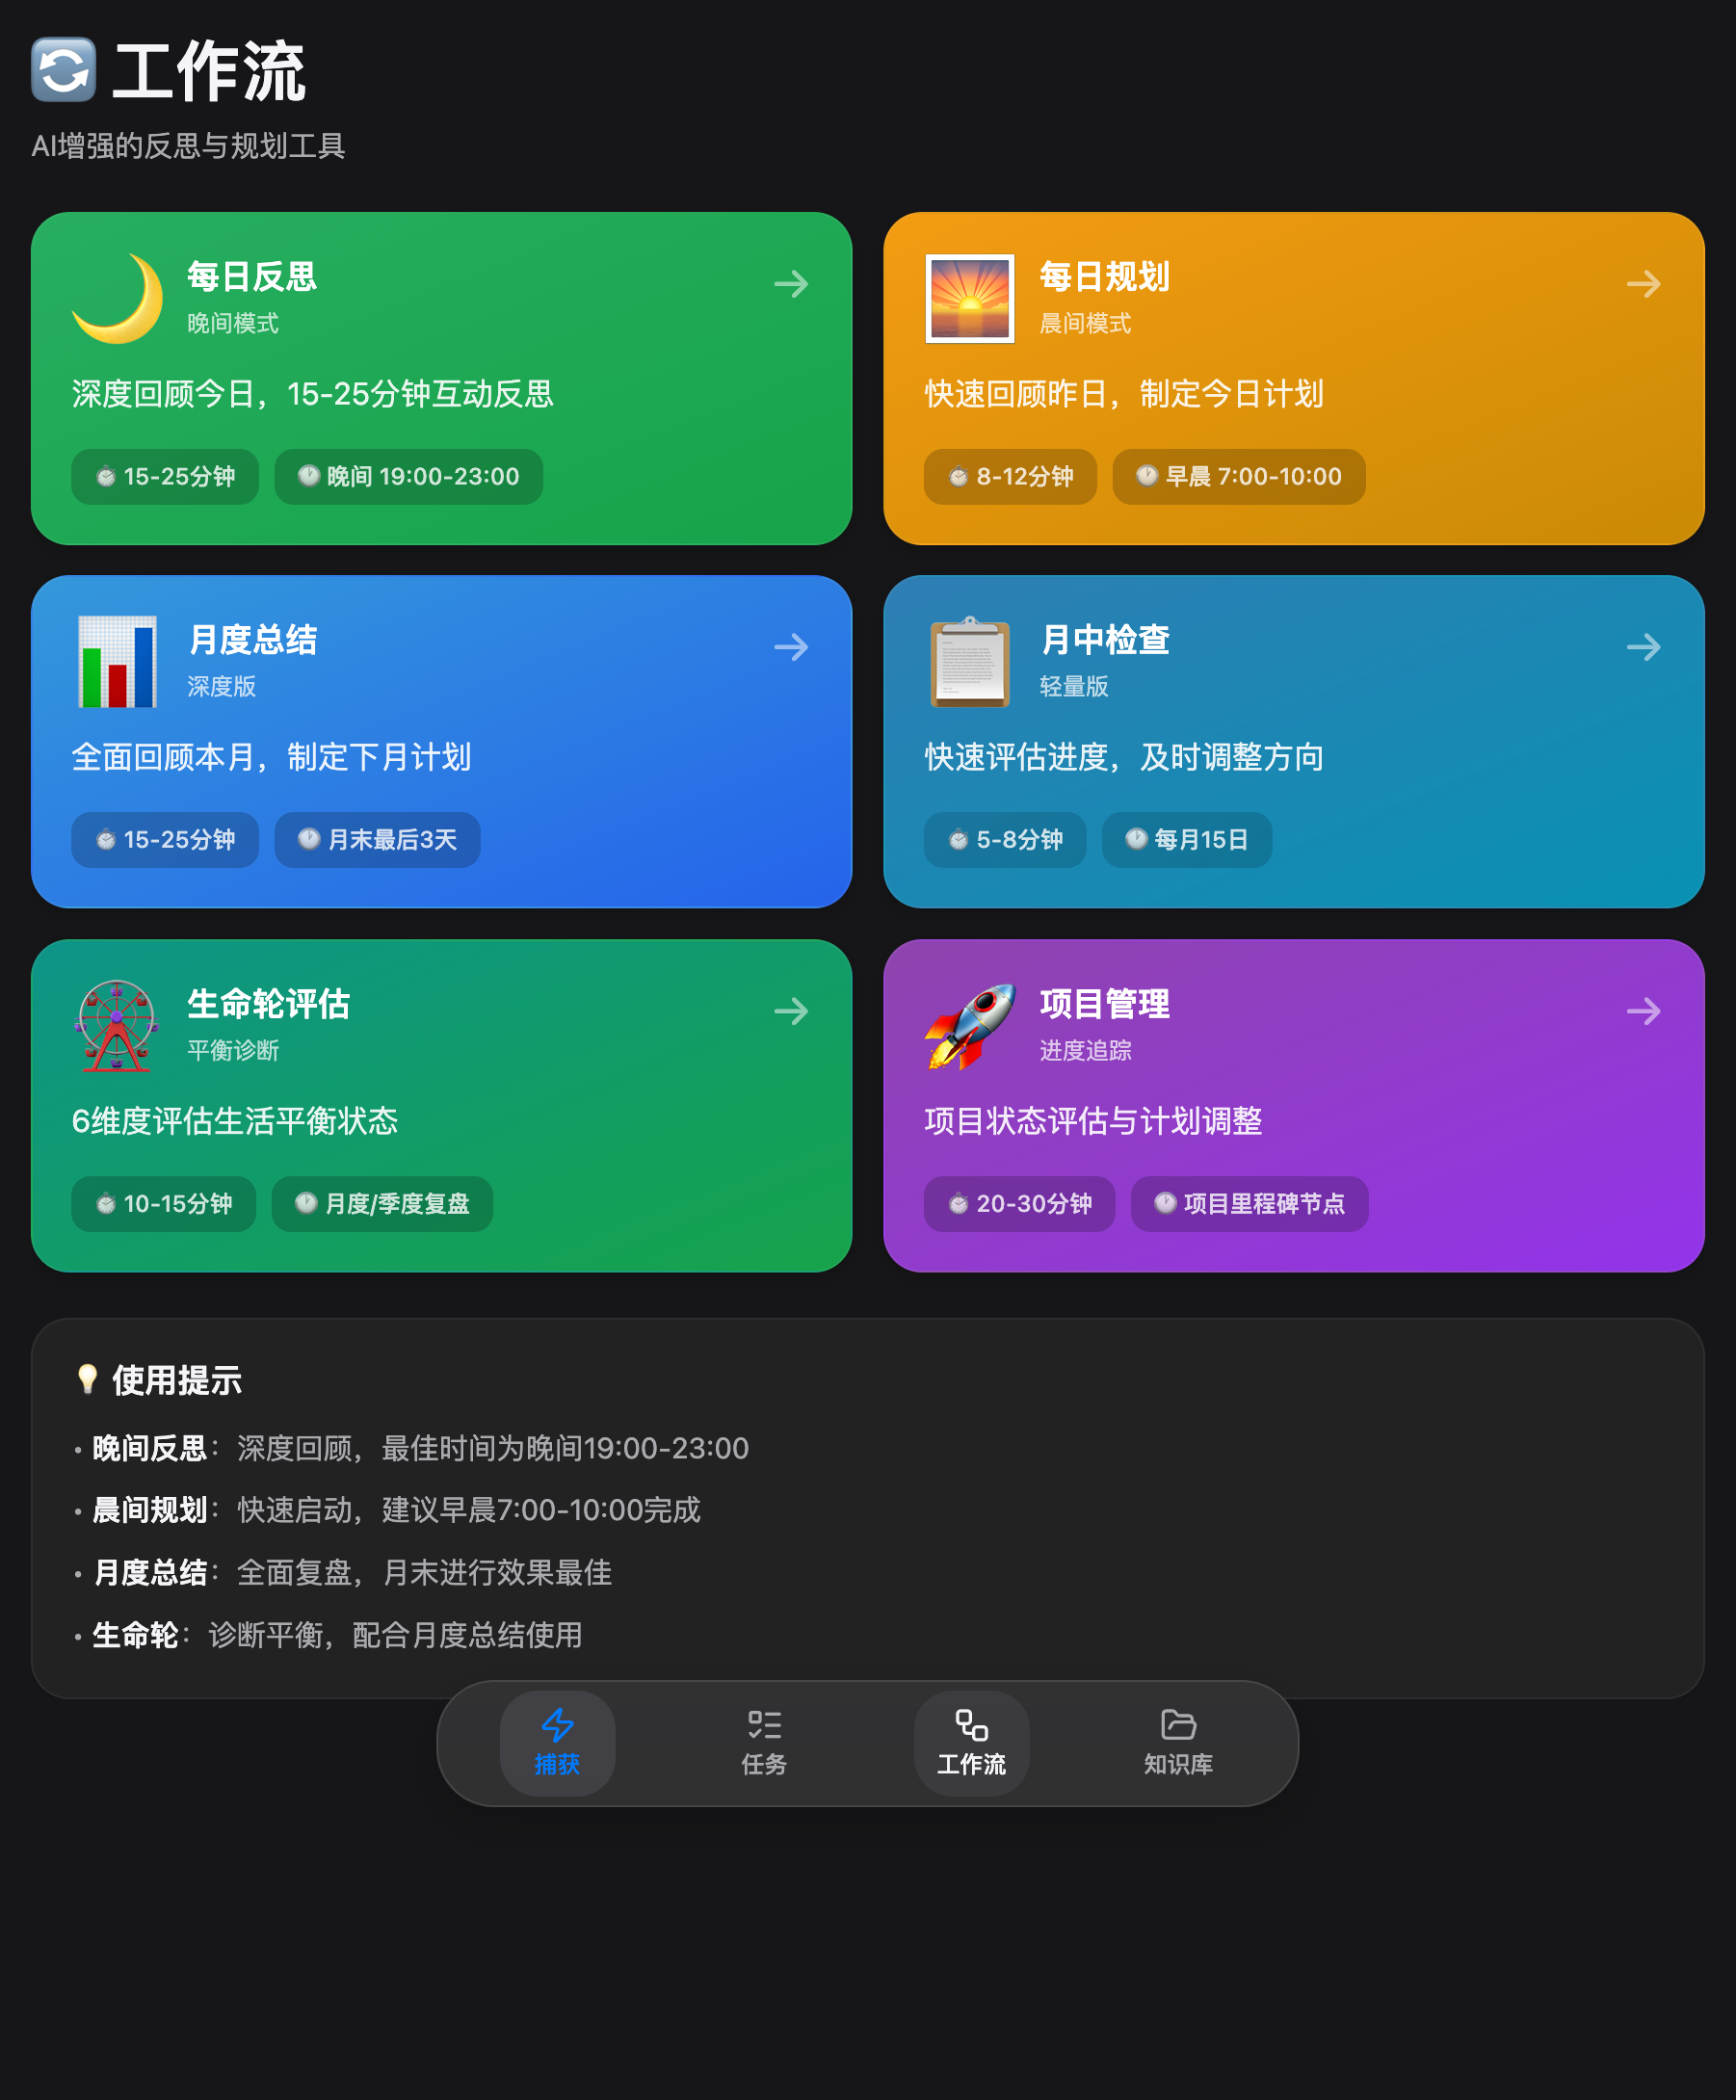 工作流
AI增强的反思与规划工具
每日反思
晚间模式
深度回顾今日，15-25分钟互动反思
15-25分钟
晚间 19:00-23:00
每日规划
晨间模式
快速回顾昨日，制定今日计划
8-12分钟
早晨 7:00-10:00
月度总结
深度版
全面回顾本月，制定下月计划
15-25分钟
月末最后3天
月中检查
轻量版
快速评估进度，及时调整方向
5-8分钟
每月15日
生命轮评估
平衡诊断
6维度评估生活平衡状态
10-15分钟
月度/季度复盘
项目管理
进度追踪
项目状态评估与计划调整
20-30分钟
项目里程碑节点
使用提示
• 晚间反思：深度回顾，最佳时间为晚间19:00-23:00
• 晨间规划：快速启动，建议早晨7:00-10:00完成
• 月度总结：全面复盘，月末进行效果最佳
• 生命轮：诊断平衡，配合月度总结使用
捕获
任务
工作流
知识库